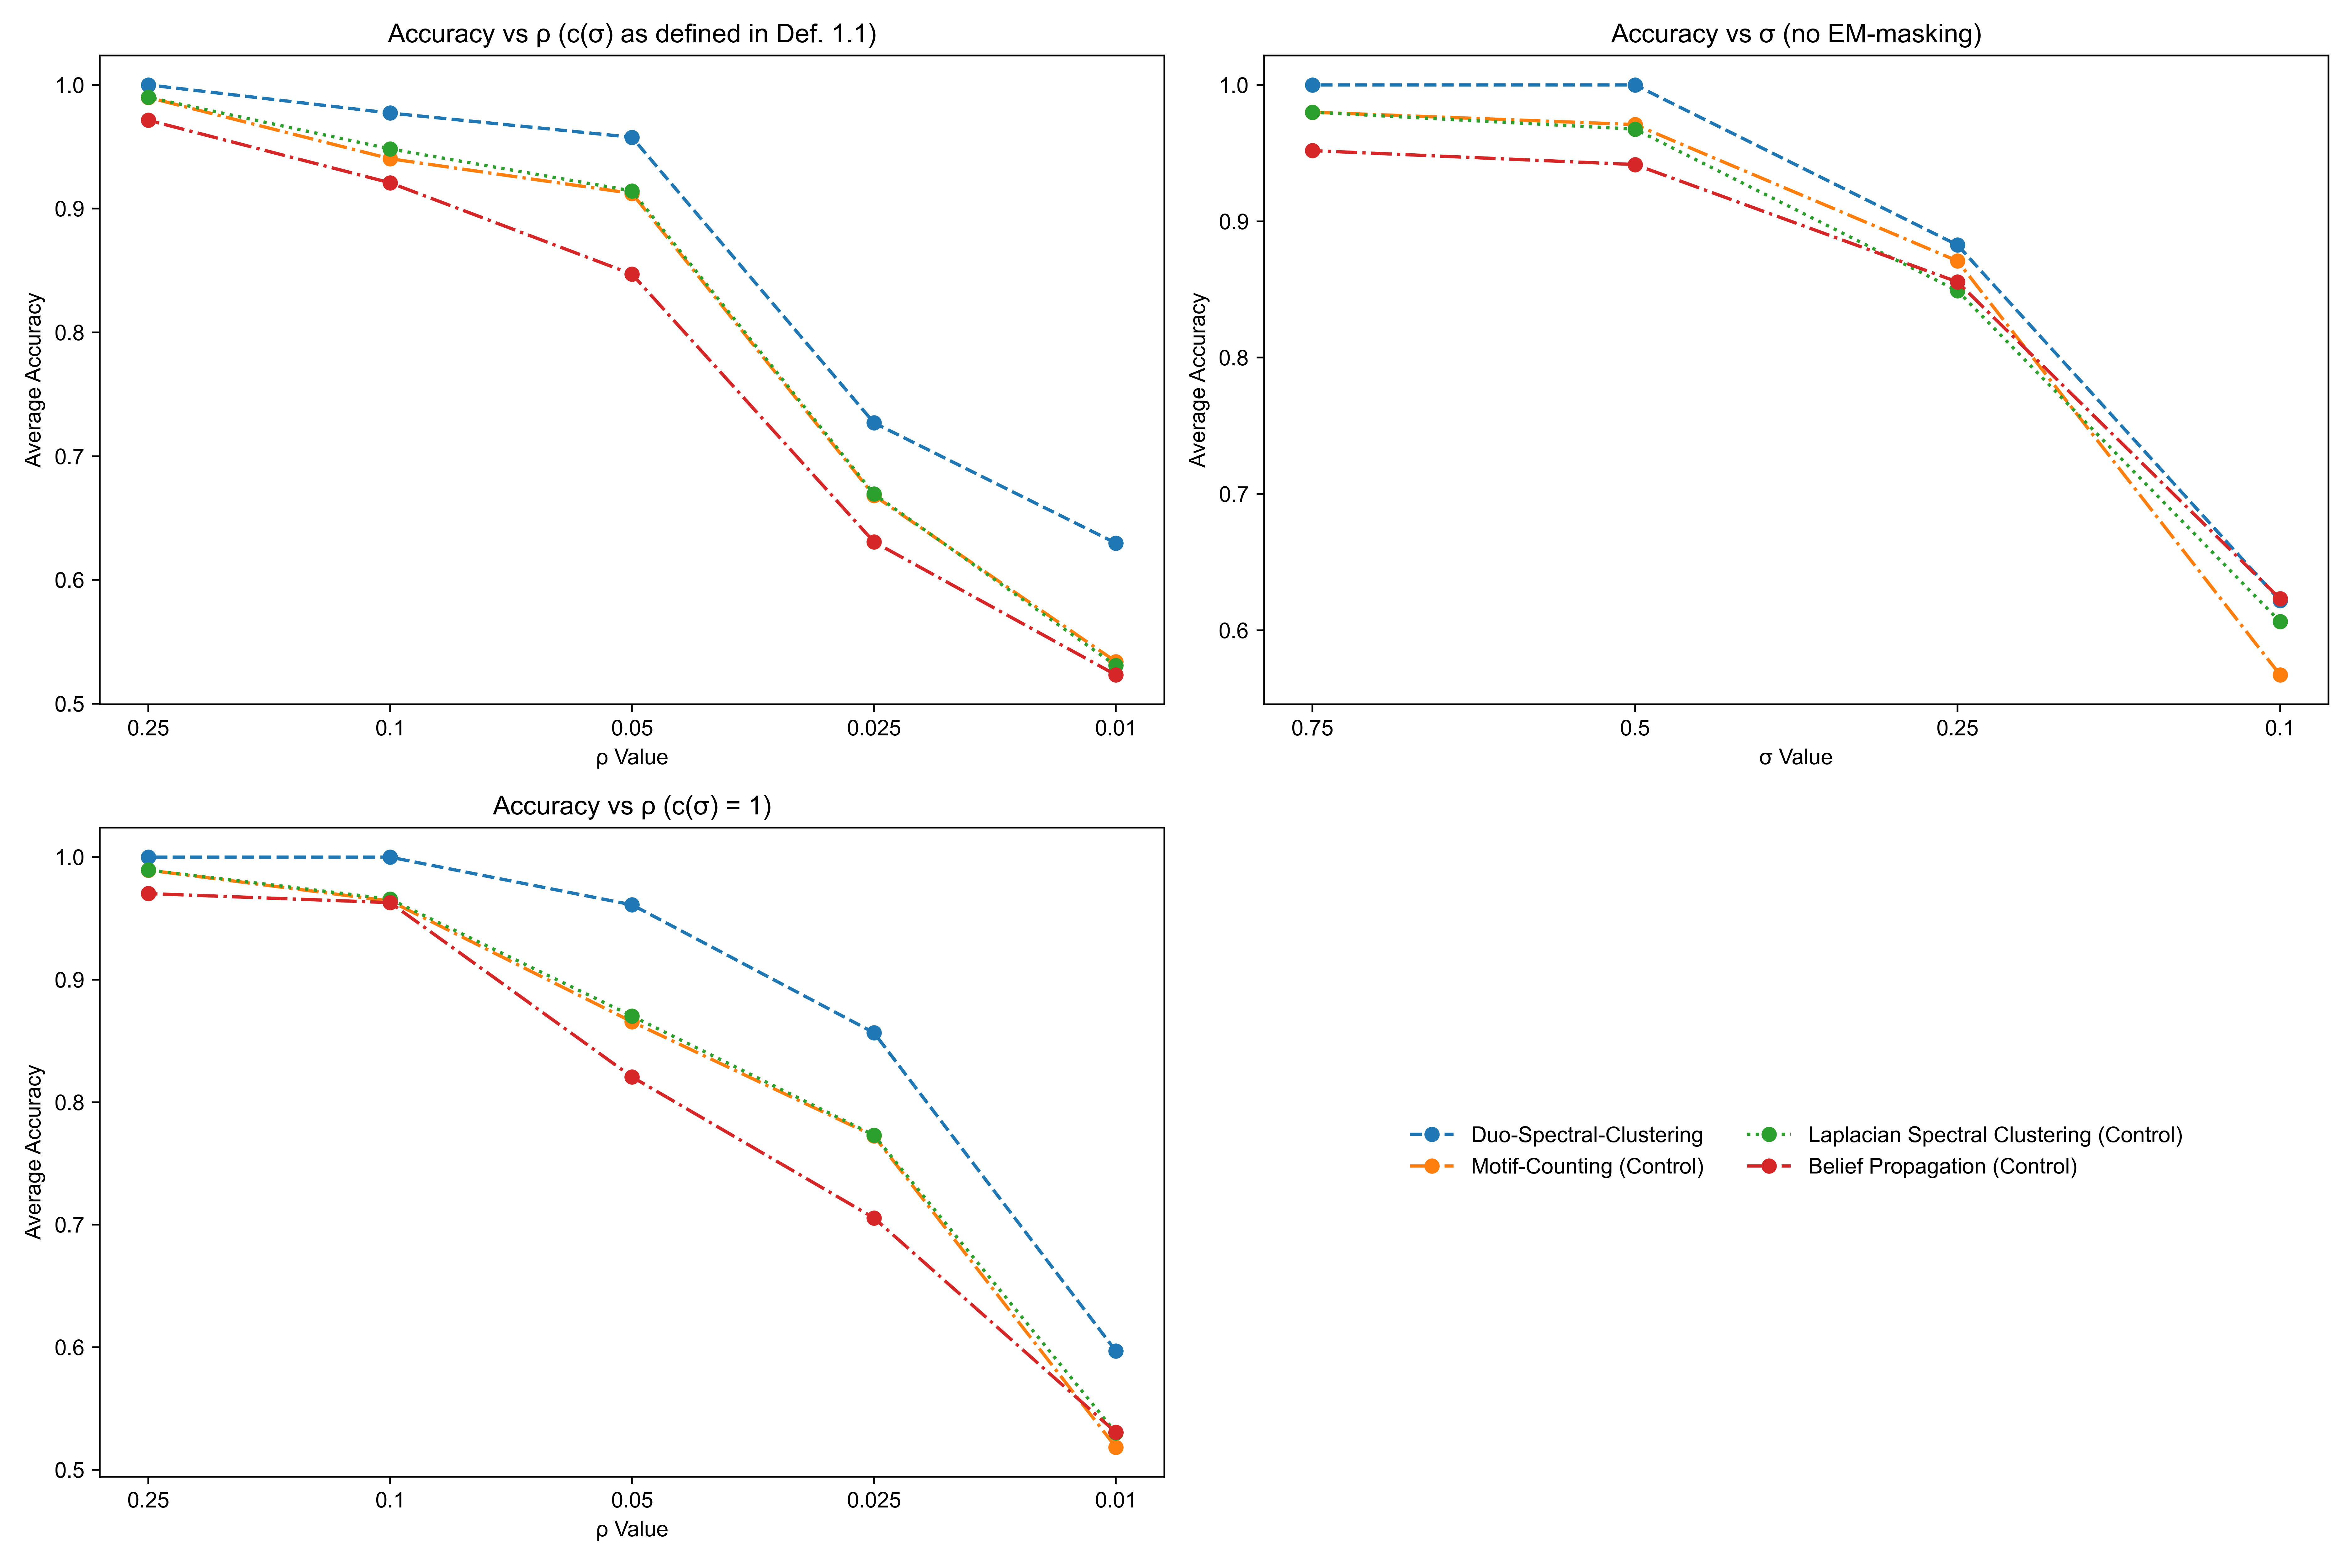 Accuracy vs ρ (c(σ) as defined in Def. 1.1)
Average Accuracy
1.0
0.9
0.8
0.7
0.6
0.5
0.25 0.1 0.05 0.025 0.01
ρ Value
Accuracy vs σ (no EM-masking)
Average Accuracy
1.0
0.9
0.8
0.7
0.6
0.75 0.5 0.25 0.1
σ Value
Accuracy vs ρ (c(σ) = 1)
Average Accuracy
1.0
0.9
0.8
0.7
0.6
0.5
0.25 0.1 0.05 0.025 0.01
ρ Value
Duo-Spectral-Clustering
Motif-Counting (Control)
Laplacian Spectral Clustering (Control)
Belief Propagation (Control)